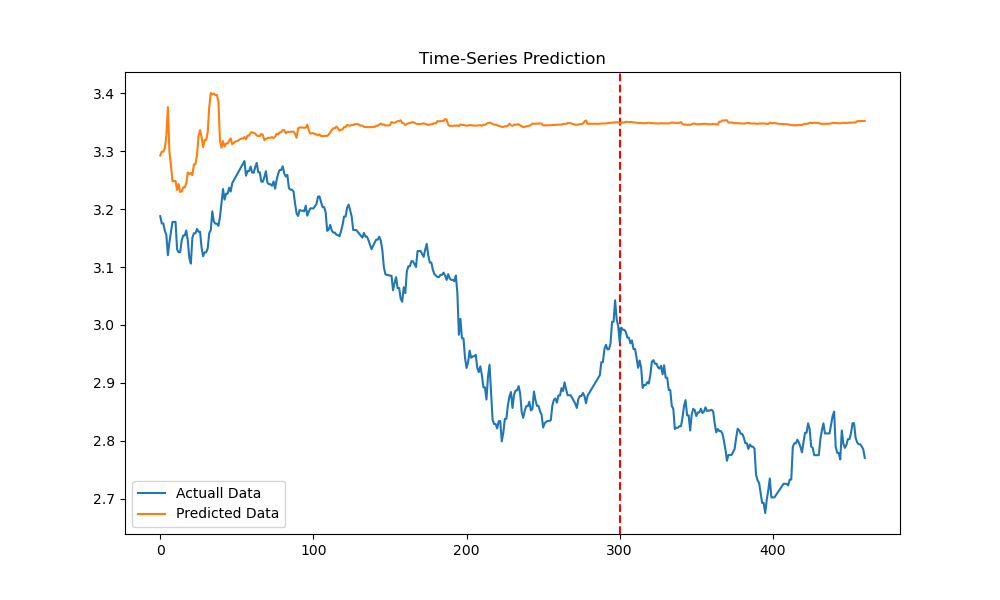 Time-Series Prediction
3.4
3.3
3.2
3.1
3.0
2.9
2.8
2.7
Actuall Data
Predicted Data
0 100 200 300 400